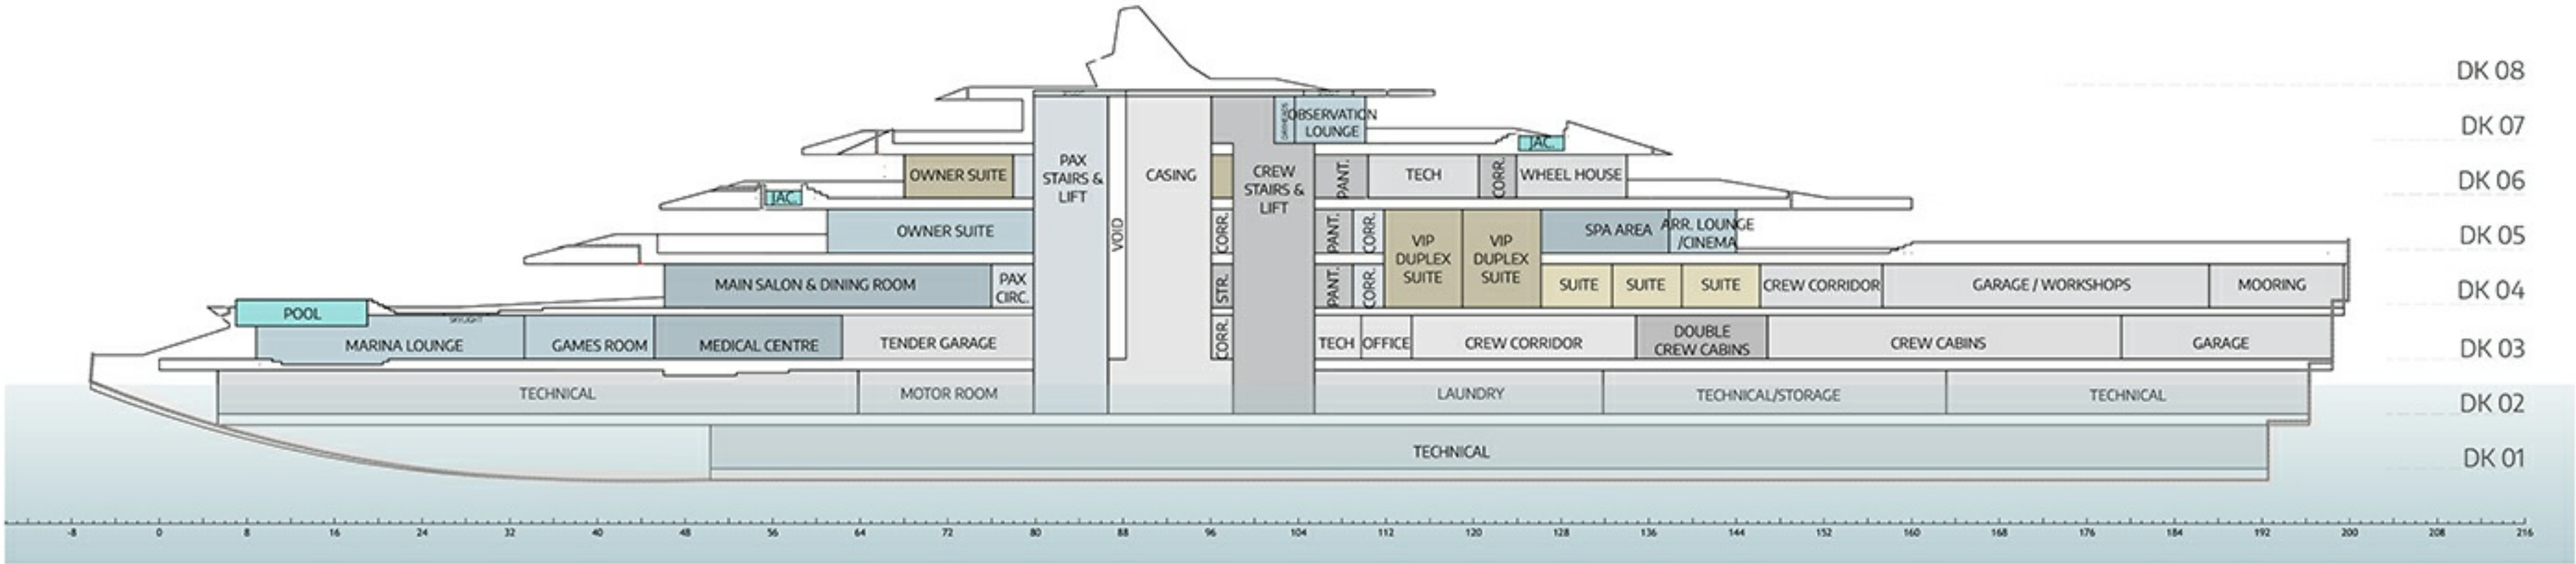 DK 08
OBSERVATION
LOUNGE
DK 07
JAC.
OWNER SUITE
PAX
STAIRS &
LIFT
CASING
CREW
STAIRS &
LIFT
PANT.
TECH
CORR.
WHEEL HOUSE
DK 06
JAC.
OWNER SUITE
VOID
CORR.
PANT.
CORR.
VIP
DUPLEX
SUITE
VIP
DUPLEX
SUITE
SPA AREA
ARR. LOUNGE
/CINEMA
DK 05
MAIN SALON & DINING ROOM
PAX
CIRC.
STR.
PANT.
CORR.
SUITE
SUITE
SUITE
CREW CORRIDOR
GARAGE / WORKSHOPS
MOORING
DK 04
POOL
SKYLIGHT
MARINA LOUNGE
GAMES ROOM
MEDICAL CENTRE
TENDER GARAGE
CORR.
TECH
OFFICE
CREW CORRIDOR
DOUBLE
CREW CABINS
CREW CABINS
GARAGE
DK 03
TECHNICAL
MOTOR ROOM
LAUNDRY
TECHNICAL/STORAGE
TECHNICAL
DK 02
TECHNICAL
DK 01
-8 0 8 16 24 32 40 48 56 64 72 80 88 96 104 112 120 128 136 144 152 160 168 176 184 192 200 208 216